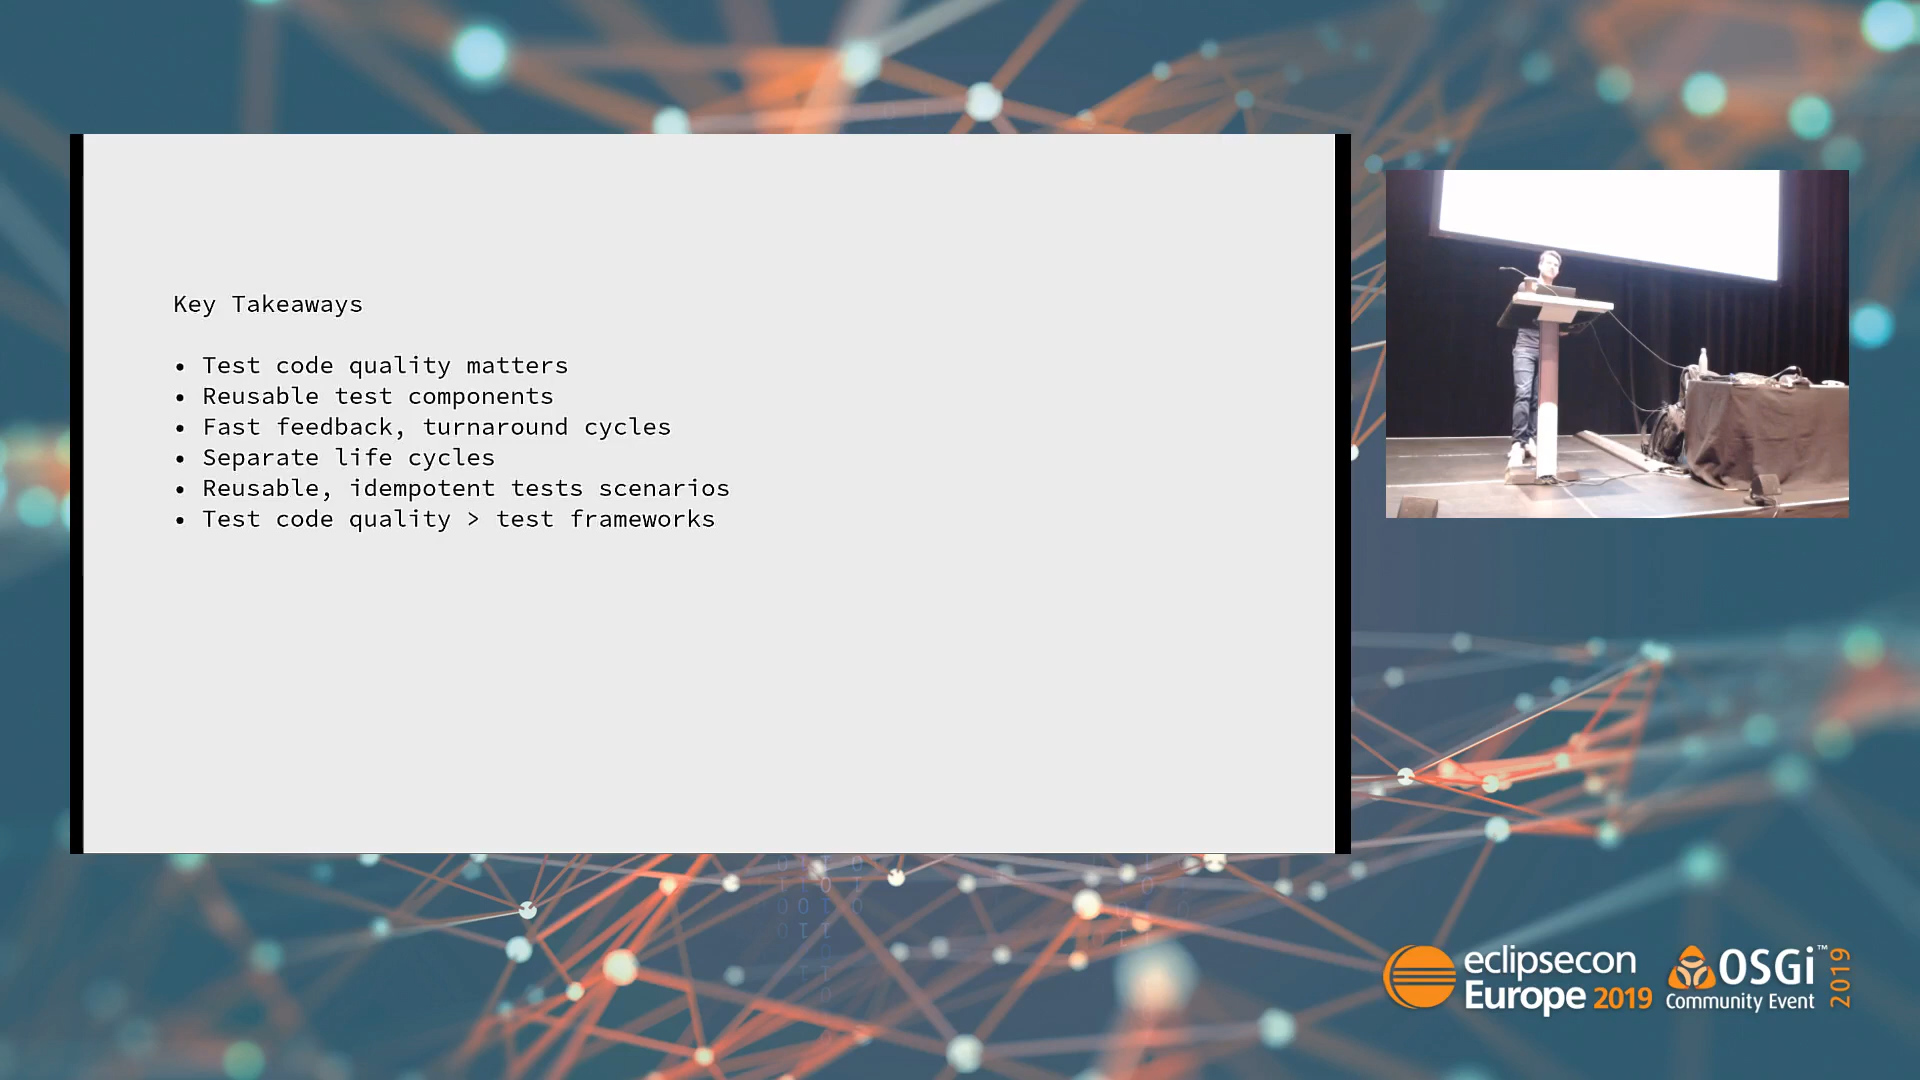 Key Takeaways
• Test code quality matters
• Reusable test components
• Fast feedback, turnaround cycles
• Separate life cycles
• Reusable, idempotent tests scenarios
• Test code quality > test frameworks
eclipsecon
Europe 2019
OSGi™
Community Event
2019